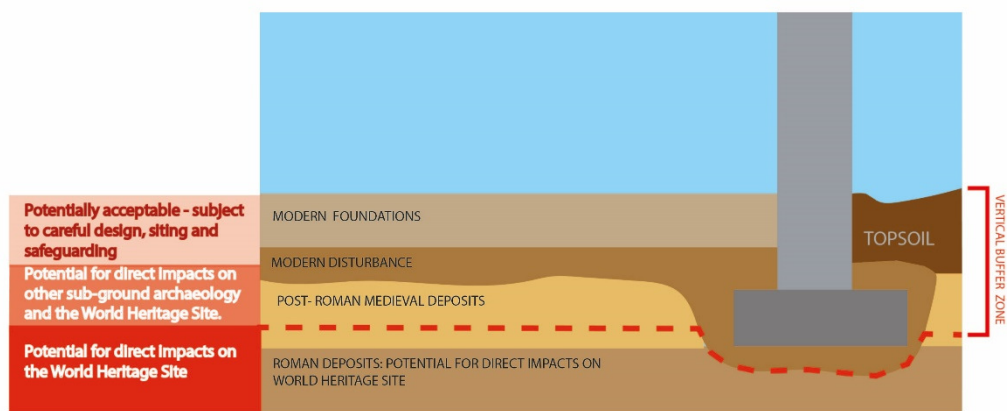 Potentially acceptable - subject
to careful design, siting and
safeguarding
Potential for direct impacts on
other sub-ground archaeology
and the World Heritage Site.
Potential for direct impacts on
the World Heritage Site
MODERN FOUNDATIONS
MODERN DISTURBANCE
POST- ROMAN MEDIEVAL DEPOSITS
ROMAN DEPOSITS: POTENTIAL FOR DIRECT IMPACTS ON
WORLD HERITAGE SITE
TOPSOIL
VERTICAL BUFFER ZONE